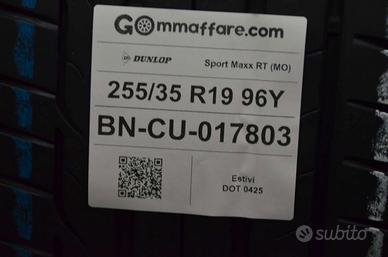 GOmmaffare.com
DUNLOP Sport Maxx RT (MO)
255/35 R19 96Y
BN-CU-017803
Estivi
DOT 0425
subito